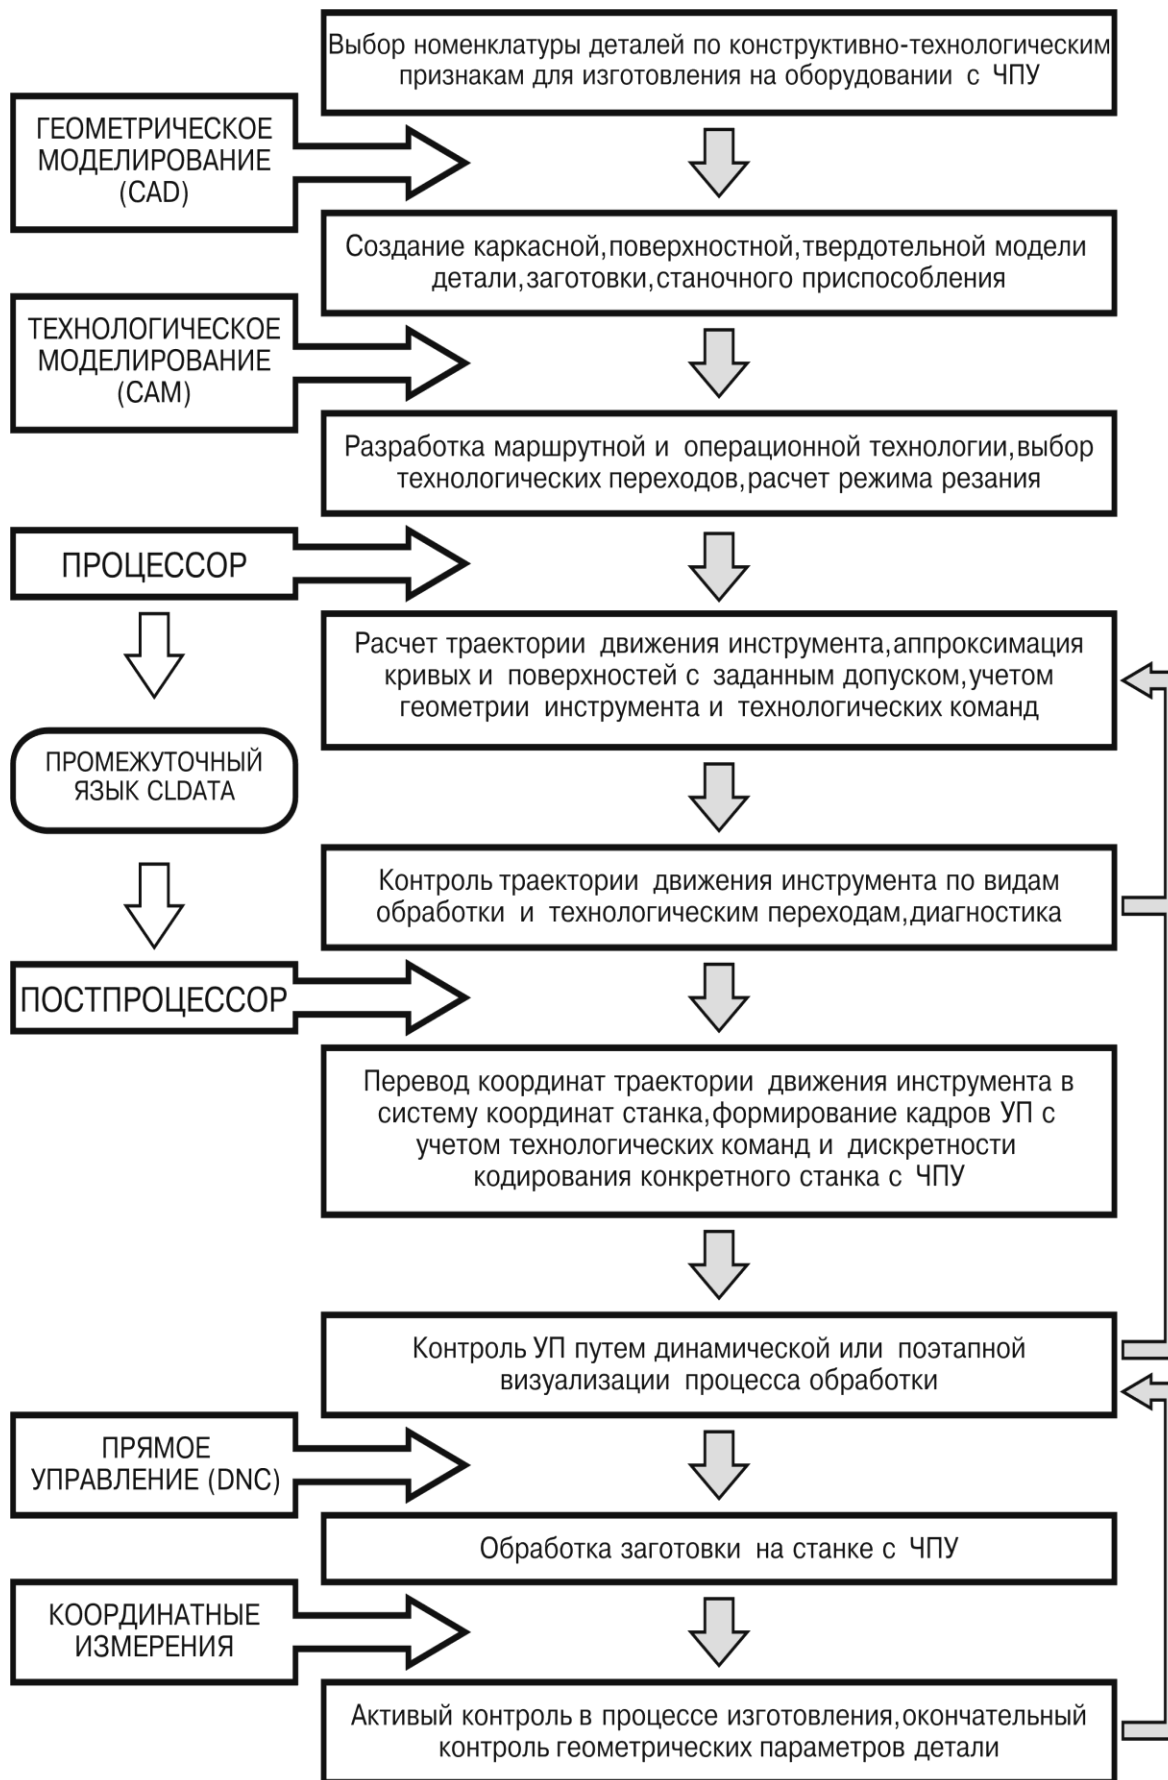 Выбор номенклатуры деталей по конструктивно-технологическим
признакам для изготовления на оборудовании с ЧПУ
ГЕОМЕТРИЧЕСКОЕ
МОДЕЛИРОВАНИЕ
(CAD)
Создание каркасной,поверхностной,твердотельной модели
детали,заготовки,станочного приспособления
ТЕХНОЛОГИЧЕСКОЕ
МОДЕЛИРОВАНИЕ
(CAM)
Разработка маршрутной и операционной технологии,выбор
технологических переходов,расчет режима резания
ПРОЦЕССОР
Расчет траектории движения инструмента,аппроксимация
кривых и поверхностей с заданным допуском,учетом
геометрии инструмента и технологических команд
ПРОМЕЖУТОЧНЫЙ
ЯЗЫК CLDATA
Контроль траектории движения инструмента по видам
обработки и технологическим переходам,диагностика
ПОСТПРОЦЕССОР
Перевод координат траектории движения инструмента в
систему координат станка,формирование кадров УП с
учетом технологических команд и дискретности
кодирования конкретного станка с ЧПУ
Контроль УП путем динамической или поэтапной
визуализации процесса обработки
ПРЯМОЕ
УПРАВЛЕНИЕ (DNC)
Обработка заготовки на станке с ЧПУ
КООРДИНАТНЫЕ
ИЗМЕРЕНИЯ
Активый контроль в процессе изготовления,окончательный
контроль геометрических параметров детали